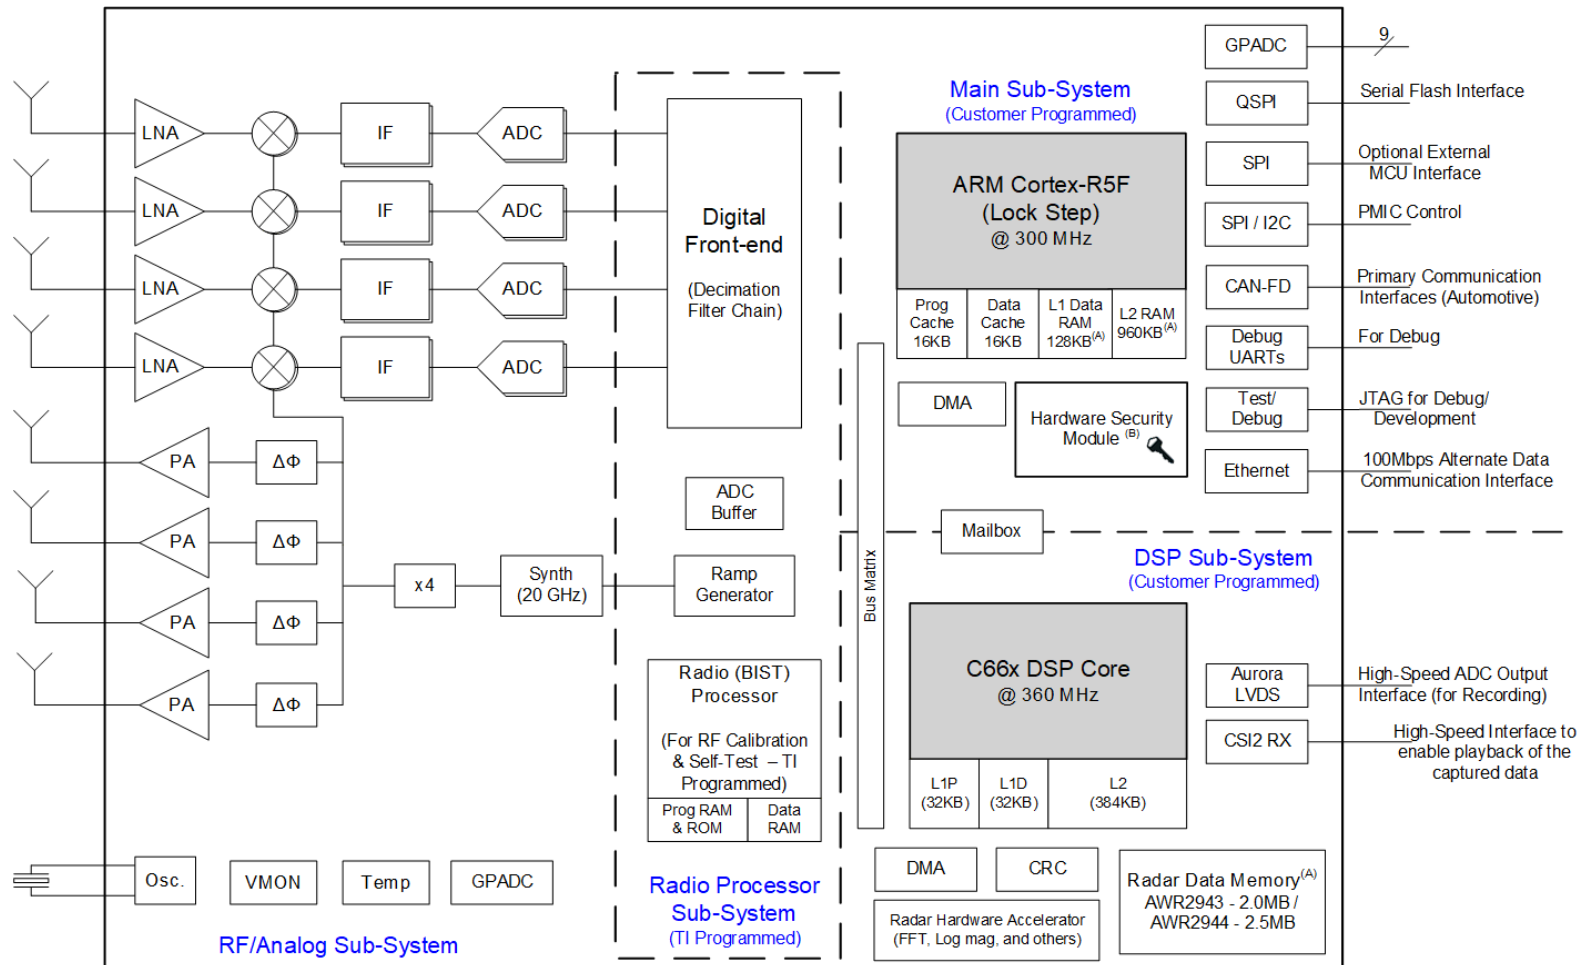 LNA
IF
ADC
LNA
IF
ADC
LNA
IF
ADC
LNA
IF
ADC
PA
ΔΦ
PA
ΔΦ
PA
ΔΦ
PA
ΔΦ
x4
Synth
(20 GHz)
Osc.
VMON
Temp
GPADC
RF/Analog Sub-System
Digital
Front-end
(Decimation
Filter Chain)
ADC
Buffer
Ramp
Generator
Radio (BIST)
Processor
(For RF Calibration
& Self-Test – TI
Programmed)
Prog RAM
& ROM
Data
RAM
Radio Processor
Sub-System
(TI Programmed)
Bus Matrix
Main Sub-System
(Customer Programmed)
ARM Cortex-R5F
(Lock Step)
@ 300 MHz
Prog
Cache
16KB
Data
Cache
16KB
L1 Data
RAM
128KB(A)
L2 RAM
960KB(A)
DMA
Hardware Security
Module (B)
Mailbox
GPADC
9
QSPI
Serial Flash Interface
SPI
Optional External
MCU Interface
SPI / I2C
PMIC Control
CAN-FD
Primary Communication
Interfaces (Automotive)
Debug
UARTs
For Debug
Test/
Debug
JTAG for Debug/
Development
Ethernet
100Mbps Alternate Data
Communication Interface
DSP Sub-System
(Customer Programmed)
C66x DSP Core
@ 360 MHz
L1P
(32KB)
L1D
(32KB)
L2
(384KB)
Aurora
LVDS
High-Speed ADC Output
Interface (for Recording)
CSI2 RX
High-Speed Interface to
enable playback of the
captured data
DMA
CRC
Radar Hardware Accelerator
(FFT, Log mag, and others)
Radar Data Memory(A)
AWR2943 - 2.0MB /
AWR2944 - 2.5MB